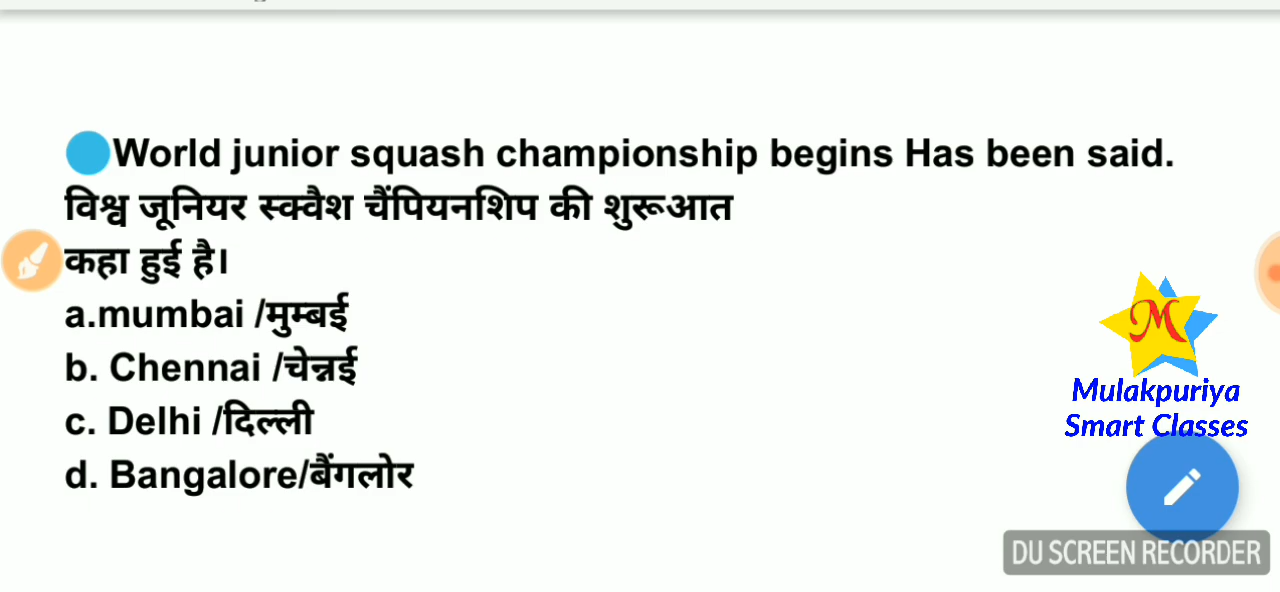 World junior squash championship begins Has been said.
विश्व जूनियर स्क्वैश चैंपियनशिप की शुरूआत
कहा हुई है।
a.mumbai /मुम्बई
b. Chennai /चेन्नई
c. Delhi /दिल्ली
d. Bangalore/बैंगलोर
M
Mulakpuriya
Smart Classes
DU SCREEN RECORDER